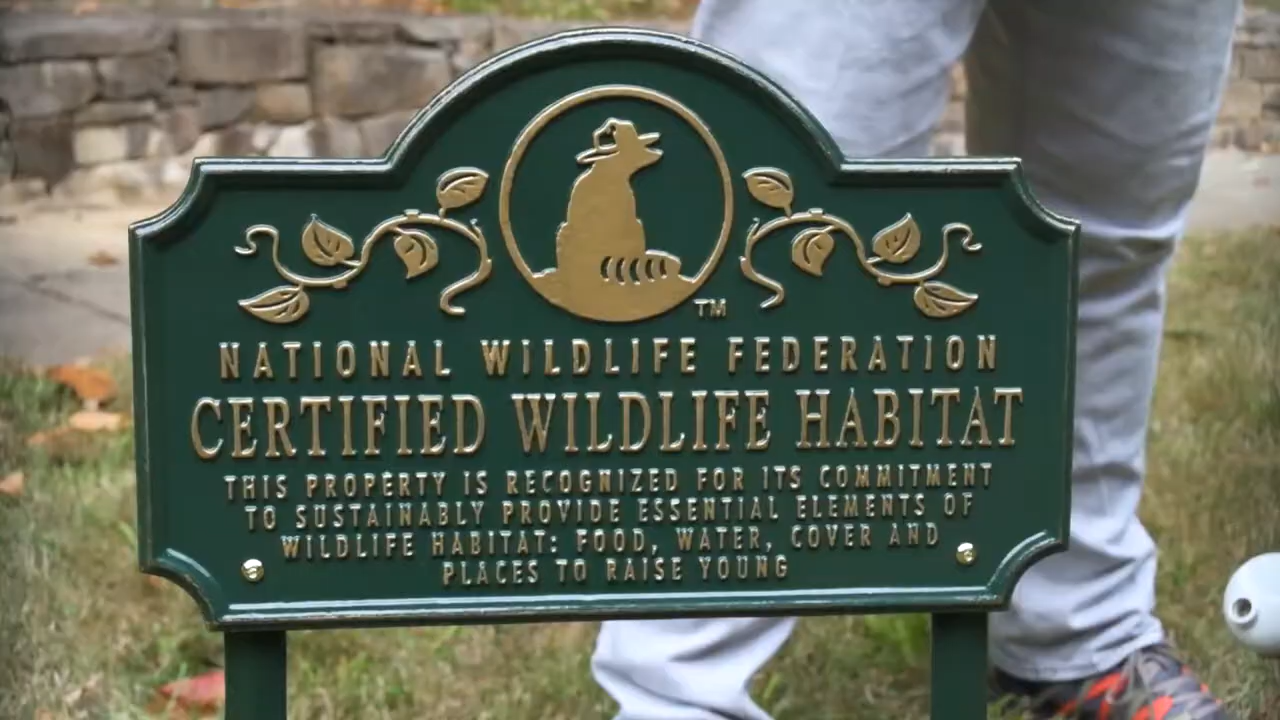 TM
NATIONAL WILDLIFE FEDERATION
CERTIFIED WILDLIFE HABITAT
THIS PROPERTY IS RECOGNIZED FOR ITS COMMITMENT
TO SUSTAINABLY PROVIDE ESSENTIAL ELEMENTS OF
WILDLIFE HABITAT: FOOD, WATER, COVER AND
PLACES TO RAISE YOUNG